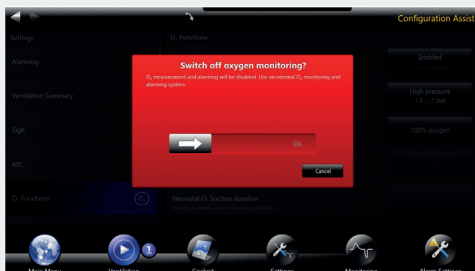 Configuration Assist
Settings
O₂ Functions
Alarming
Enabled
Switch off oxygen monitoring?
O₂ measurment and alarming will be disabled. Use an external O₂ monitoring and
alarming system.
Ventilation Summary
High pressure
1.5 ... 7 bar
Sigh
100% oxygen
OK
ATC
Cancel
O₂ Functions
O₂
Neonatal O₂ Suction duration
1
Main Menu
Ventilation
Cockpit
Settings
Monitoring
Alarm Settings